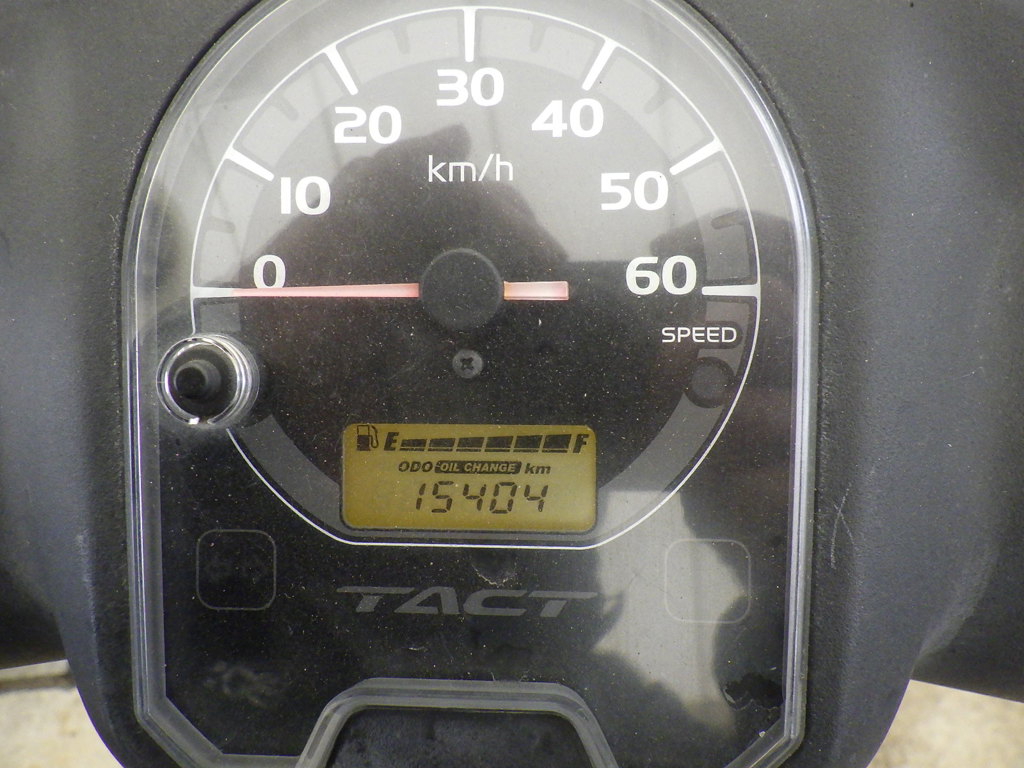 30
20 40
km/h
10 50
0 60
SPEED
E F
ODO OIL CHANGE km
15404
TACT